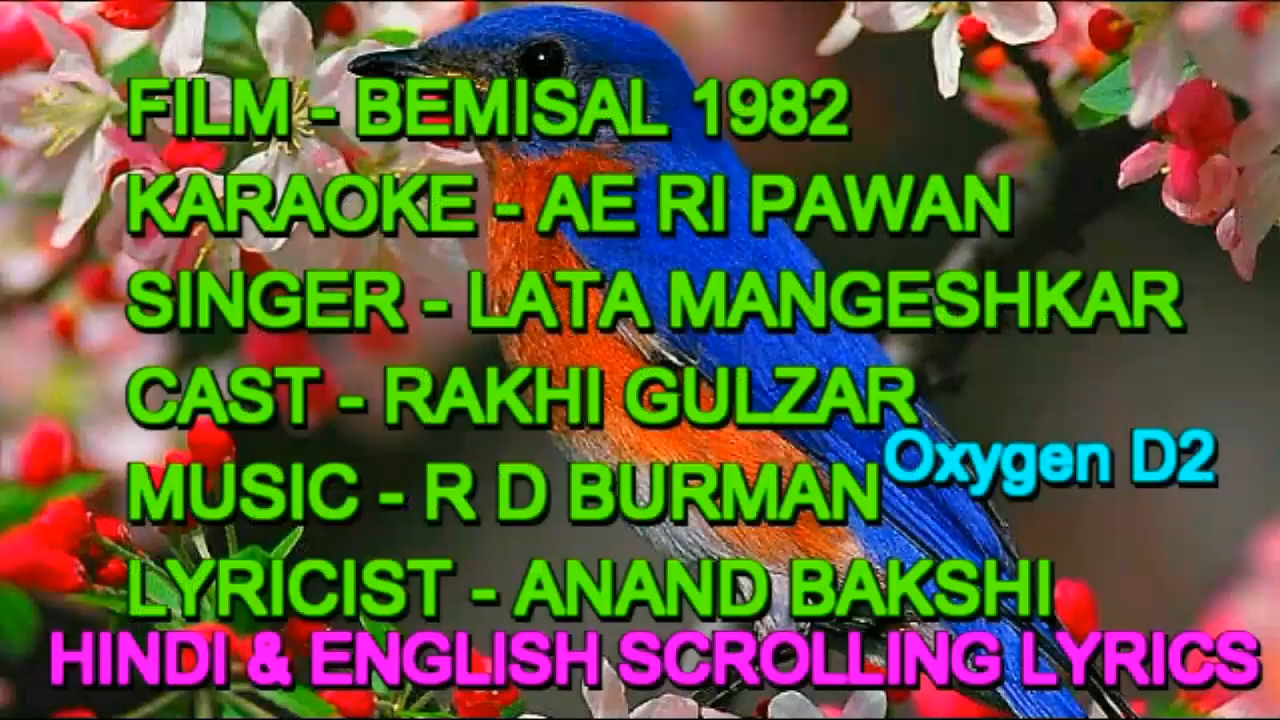 FILM - BEMISAL 1982
KARAOKE - AE RI PAWAN
SINGER - LATA MANGESHKAR
CAST - RAKHI GULZAR
Oxygen D2
MUSIC - R D BURMAN
LYRICIST - ANAND BAKSHI
HINDI & ENGLISH SCROLLING LYRICS